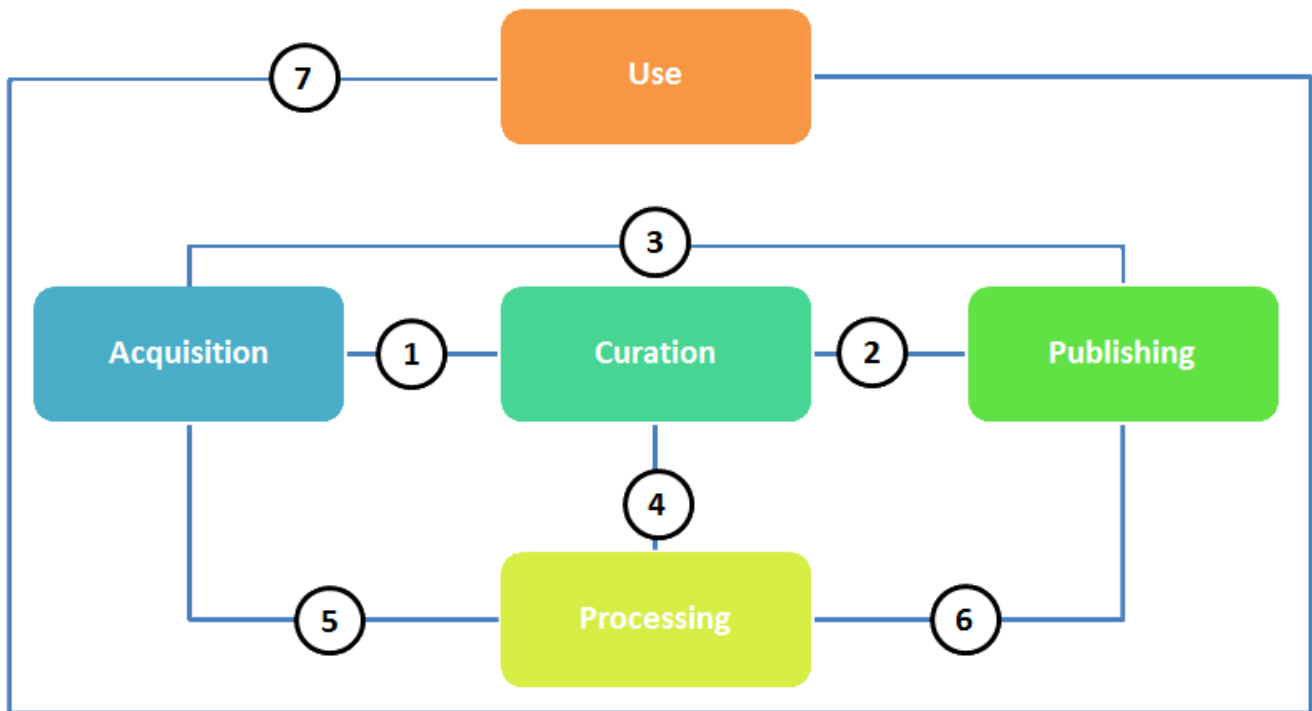 7
Use
3
Acquisition
1
Curation
2
Publishing
4
5
Processing
6